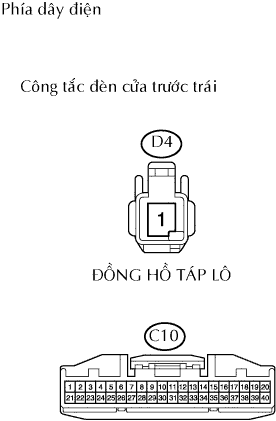 Phía dây điện
Công tắc đèn cửa trước trái
D4
1
ĐỒNG HỒ TÁP LÔ
C10
1 2 3 4 5 6 7 8 9 10 11 12 13 14 15 16 17 18 19 20
21 22 23 24 25 26 27 28 29 30 31 32 33 34 35 36 37 38 39 40